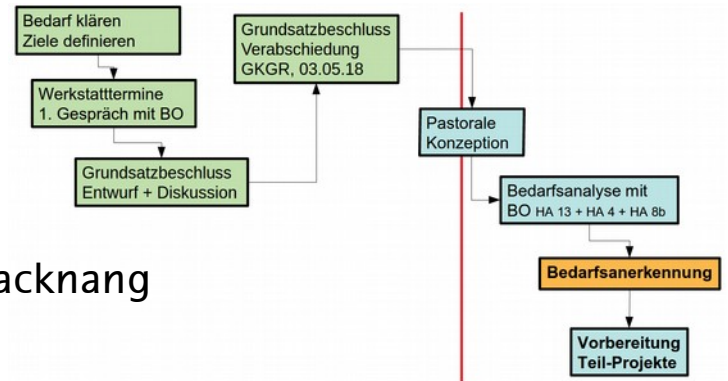 Bedarf klären
Ziele definieren
Werkstatttermine
1. Gespräch mit BO
Grundsatzbeschluss
Entwurf + Diskussion
Grundsatzbeschluss
Verabschiedung
GKGR, 03.05.18
Pastorale
Konzeption
Bedarfsanalyse mit
BO HA 13 + HA 4 + HA 8b
Bedarfsanerkennung
Vorbereitung
Teil-Projekte
acknang